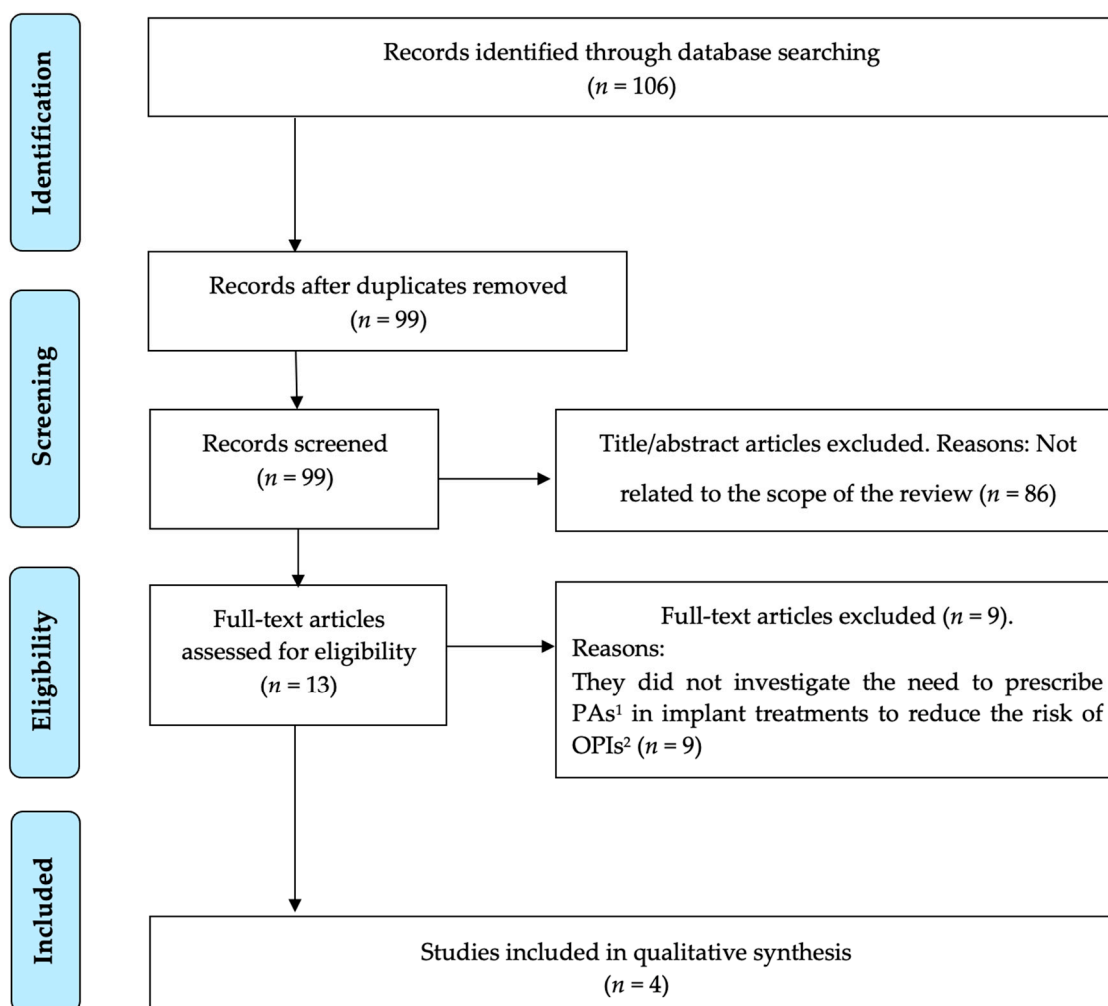 Identification
Records identified through database searching
(n = 106)
Records after duplicates removed
(n = 99)
Screening
Records screened
(n = 99)
Title/abstract articles excluded. Reasons: Not
related to the scope of the review (n = 86)
Eligibility
Full-text articles
assessed for eligibility
(n = 13)
Full-text articles excluded (n = 9).
Reasons:
They did not investigate the need to prescribe
PAs¹ in implant treatments to reduce the risk of
OPIs² (n = 9)
Included
Studies included in qualitative synthesis
(n = 4)